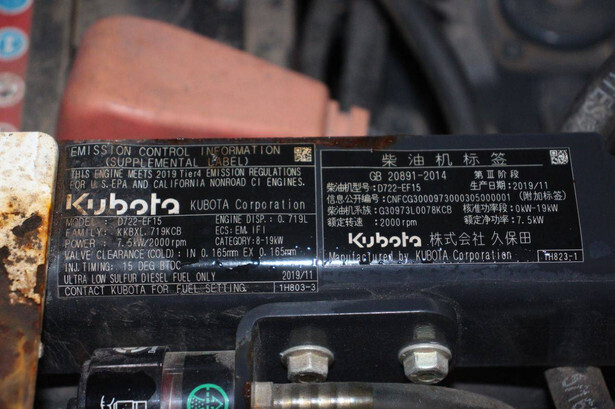 EMISSION CONTROL INFORMATION
(SUPPLEMENTAL LABEL)
THIS ENGINE MEETS 2019 Tier4 EMISSION REGULATIONS
FOR U.S.EPA AND CALIFORNIA NONROAD CI ENGINES.
Kubota KUBOTA Corporation
MODEL: D722-EF15 ENGINE DISP.: 0.719L
FAMILY: KKBXL.719KCB ECS: EM, IFI
POWER: 7.5kW/2000 rpm CATEGORY: 8-19kW
VALVE CLEARANCE (COLD): IN 0.165mm EX 0.165mm
INJ. TIMING: 15 DEG BTDC
ULTRA LOW SULFUR DIESEL FUEL ONLY 2019/11
CONTACT KUBOTA FOR FUEL SETTING. 1H803-3
柴油机标签
GB 20891-2014 第Ⅲ阶段
柴油机型号: D722-EF15 生产日期: 2019/11
信息公开编号: CNFCG3000973000305000001 (附加标签)
柴油机系族: G30973L0078KCB 核准功率段: 0kW-19kW
额定转速: 2000 rpm 额定净功率: 7.5kW
Kubota 株式会社 久保田
Manufactured by KUBOTA Corporation 1H823-1